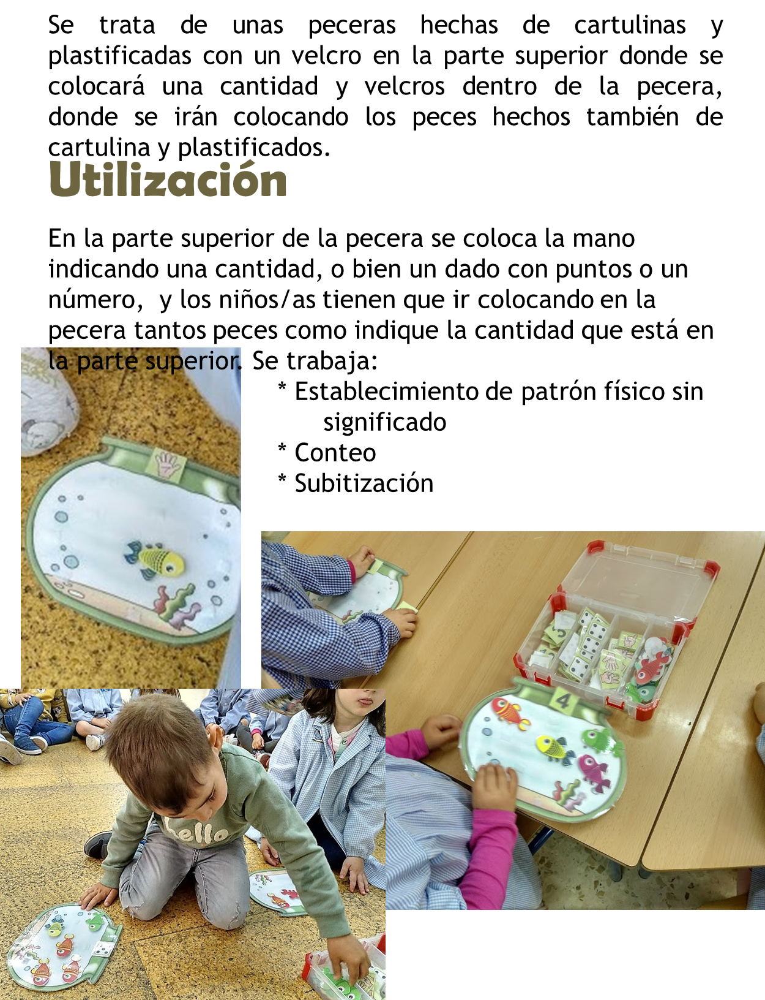 Se trata de unas peceras hechas de cartulinas y
plastificadas con un velcro en la parte superior donde se
colocará una cantidad y velcros dentro de la pecera,
donde se irán colocando los peces hechos también de
cartulina y plastificados.
Utilización
En la parte superior de la pecera se coloca la mano
indicando una cantidad, o bien un dado con puntos o un
número, y los niños/as tienen que ir colocando en la
pecera tantos peces como indique la cantidad que está en
la parte superior. Se trabaja:
* Establecimiento de patrón físico sin
significado
* Conteo
* Subitización
3
4
hello